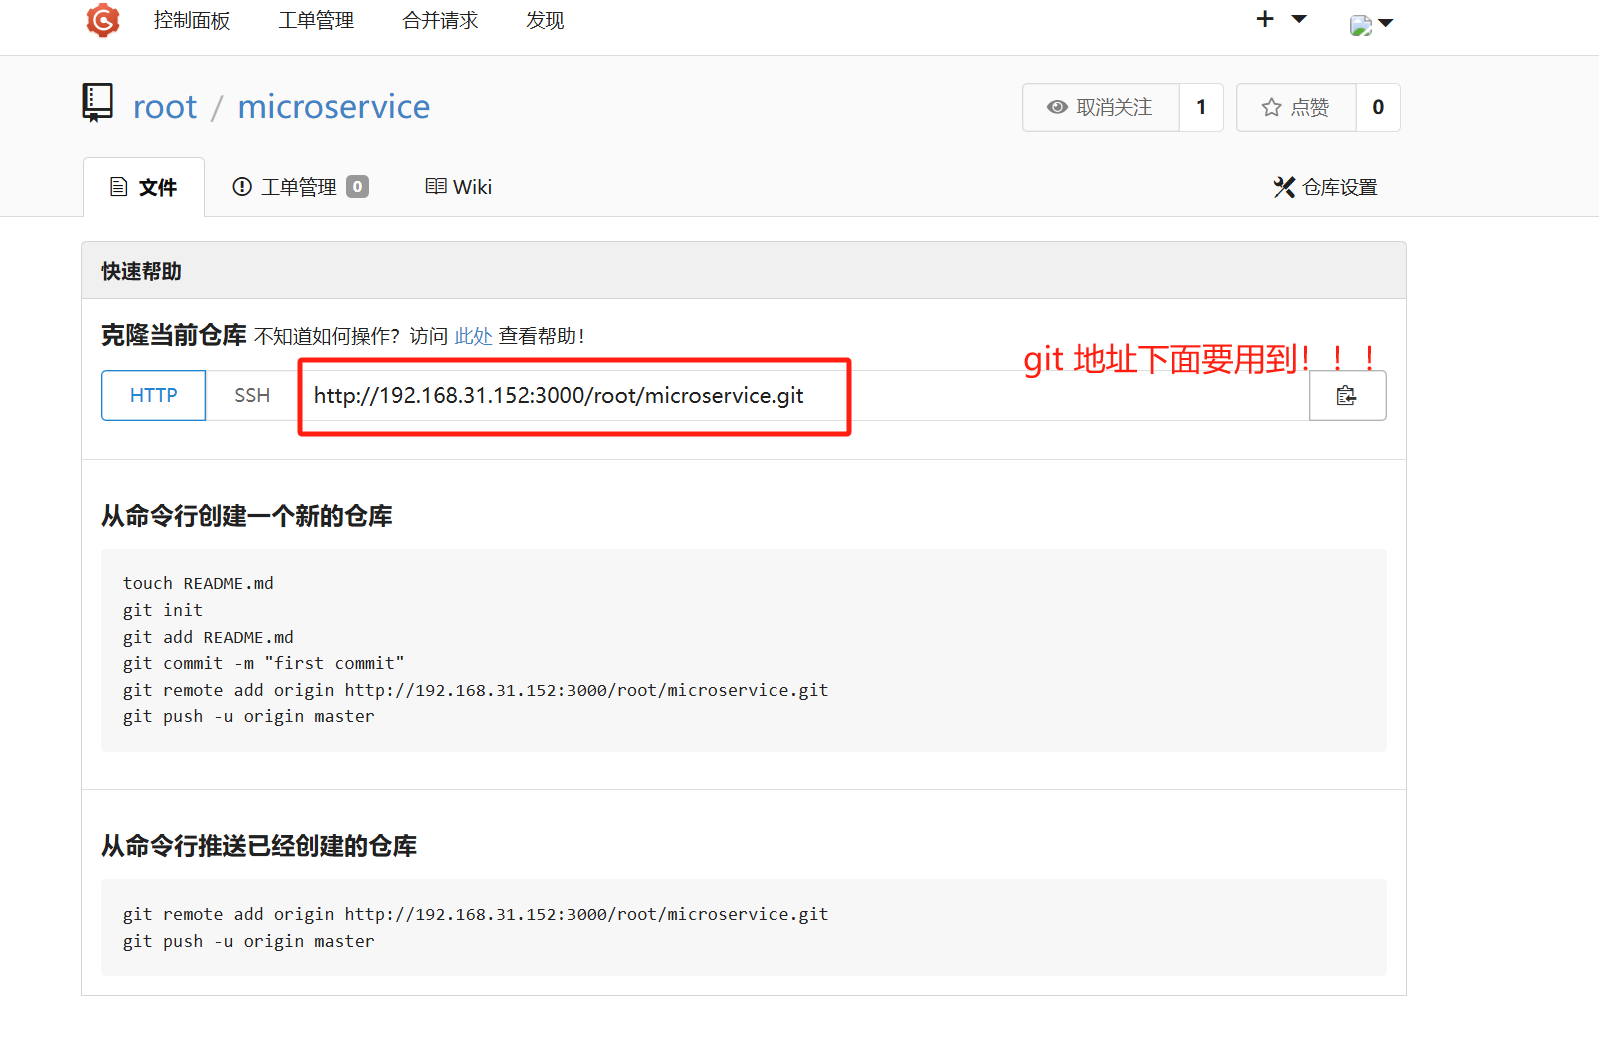 控制面板 工单管理 合并请求 发现
root / microservice
取消关注 1 点赞 0
文件 工单管理 0 Wiki 仓库设置
快速帮助
克隆当前仓库 不知道如何操作？访问 此处 查看帮助！
git 地址下面要用到！！！
HTTP SSH http://192.168.31.152:3000/root/microservice.git
从命令行创建一个新的仓库
touch README.md
git init
git add README.md
git commit -m "first commit"
git remote add origin http://192.168.31.152:3000/root/microservice.git
git push -u origin master
从命令行推送已经创建的仓库
git remote add origin http://192.168.31.152:3000/root/microservice.git
git push -u origin master